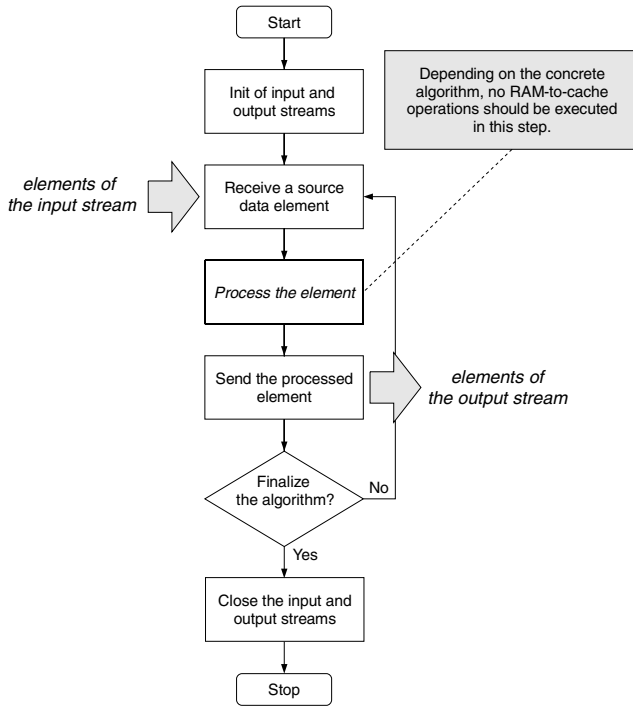 Start
Init of input and
output streams
Depending on the concrete
algorithm, no RAM-to-cache
operations should be executed
in this step.
elements of
the input stream
Receive a source
data element
Process the element
Send the processed
element
elements of
the output stream
Finalize
the algorithm?
No
Yes
Close the input and
output streams
Stop